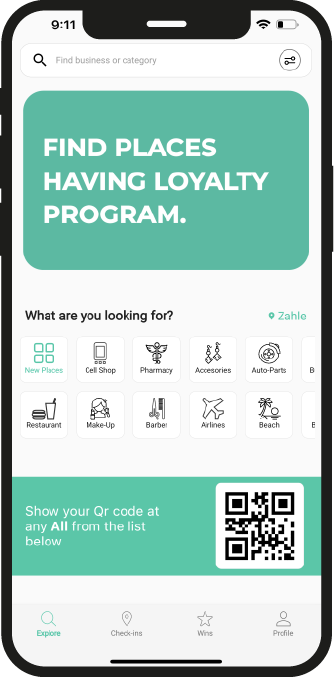 9:11
Find business or category
FIND PLACES
HAVING LOYALTY
PROGRAM.
What are you looking for?
Zahle
New Places
Cell Shop
Pharmacy
Accesories
Auto-Parts
Restaurant
Make-Up
Barber
Airlines
Beach
Show your Qr code at
any All from the list
below
Explore
Check-ins
Wins
Profile